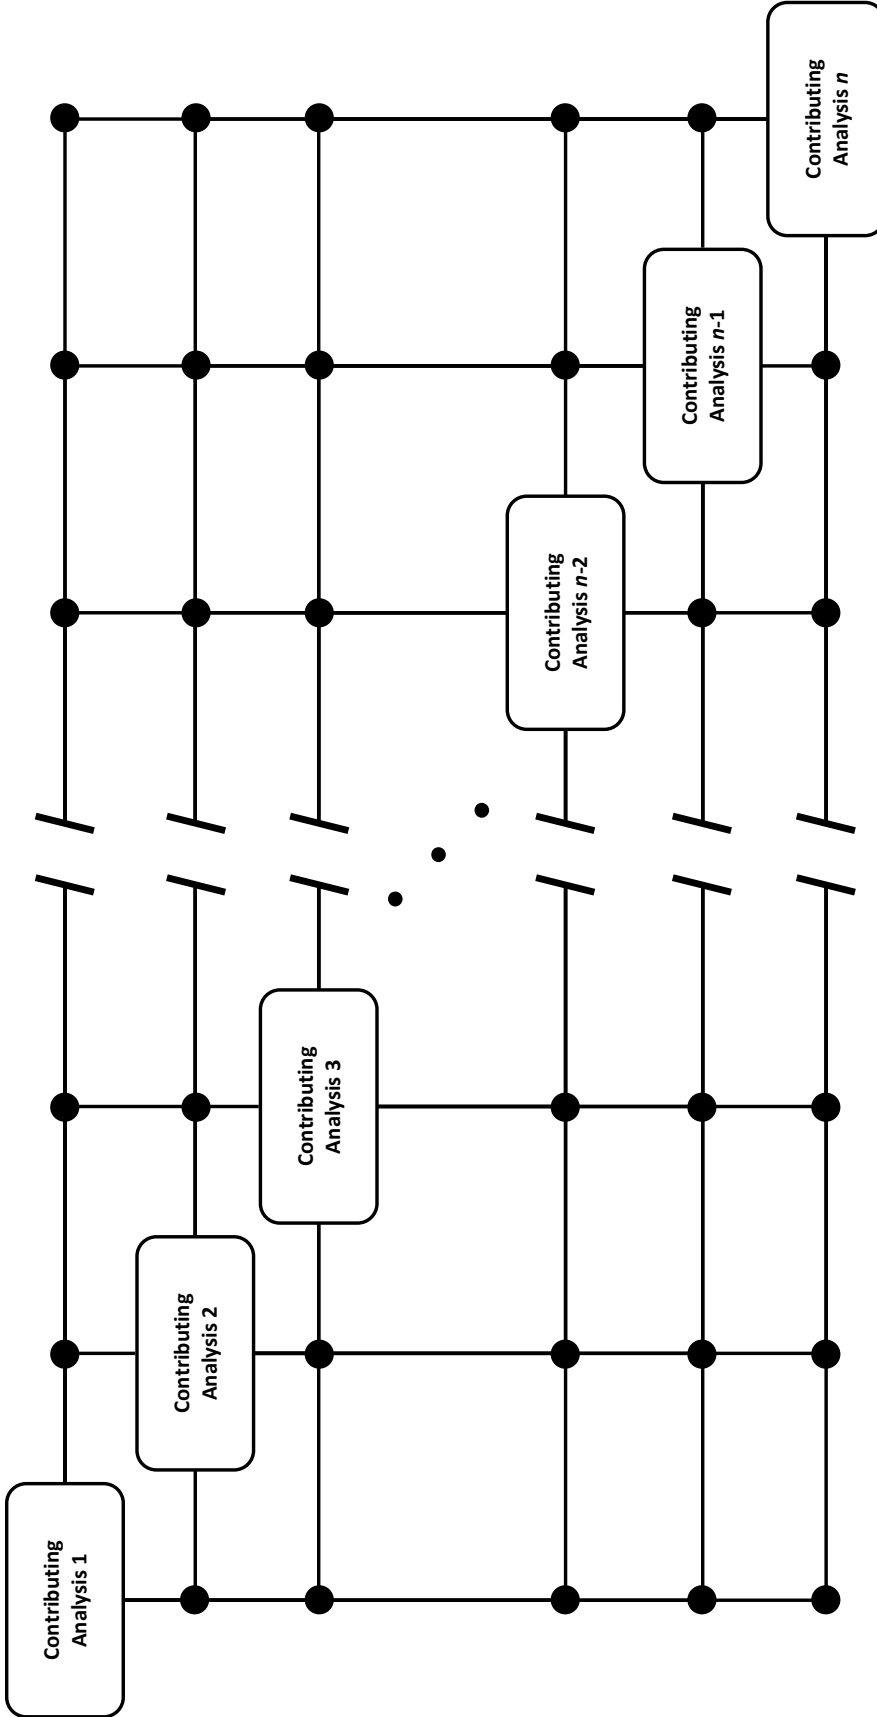 Contributing
Analysis 1
Contributing
Analysis 2
Contributing
Analysis 3
Contributing
Analysis n-2
Contributing
Analysis n-1
Contributing
Analysis n